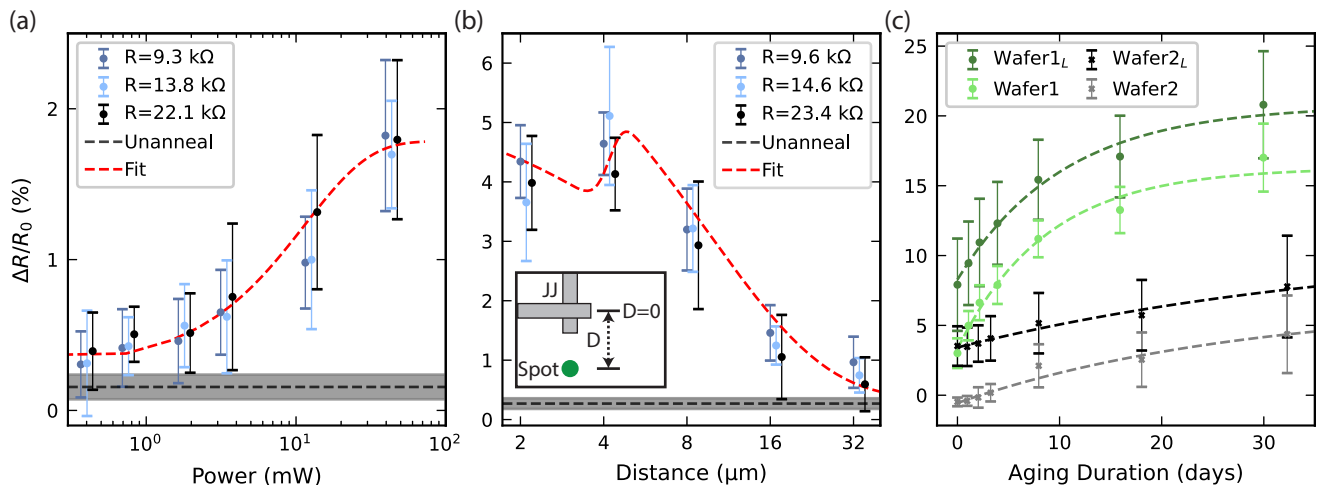 (a)
(b)
(c)
R=9.3 kΩ
R=13.8 kΩ
R=22.1 kΩ
Unanneal
Fit
ΔR/R₀ (%)
2
1
0
10⁰ 10¹ 10²
Power (mW)
R=9.6 kΩ
R=14.6 kΩ
R=23.4 kΩ
Unanneal
Fit
6
5
4
3
2
1
0
JJ
D=0
D
Spot
2 4 8 16 32
Distance (μm)
Wafer1L Wafer2L
Wafer1 Wafer2
25
20
15
10
5
0
0 10 20 30
Aging Duration (days)